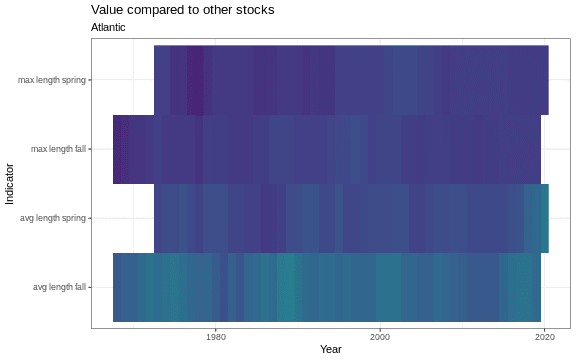 Value compared to other stocks
Atlantic
Indicator
max length spring
max length fall
avg length spring
avg length fall
1980
2000
2020
Year